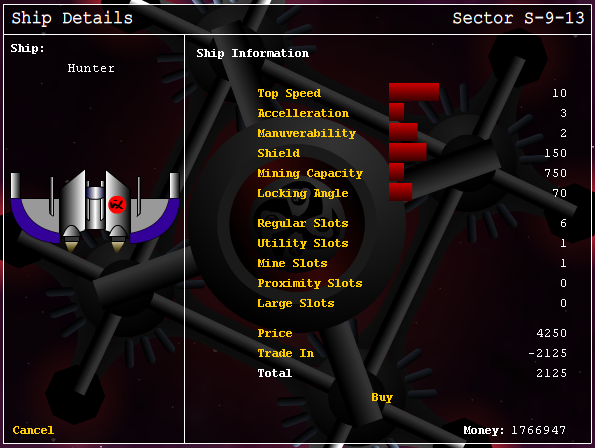 Ship Details Sector S-9-13
Ship:
Hunter
Ship Information
Top Speed 10
Accelleration 3
Manuverability 2
Shield 150
Mining Capacity 750
Locking Angle 70
Regular Slots 6
Utility Slots 1
Mine Slots 1
Proximity Slots 0
Large Slots 0
Price 4250
Trade In -2125
Total 2125
Buy
Cancel Money: 1766947